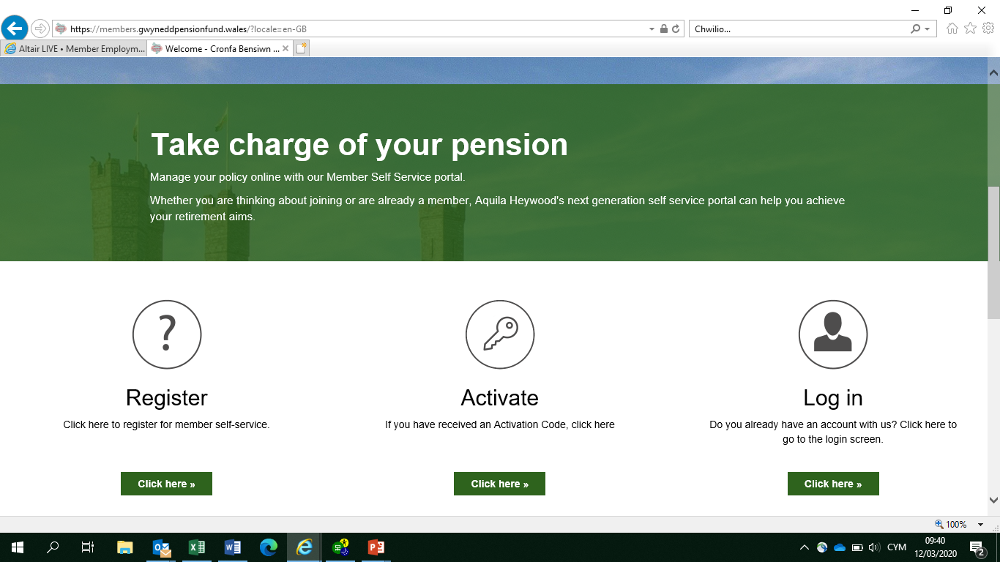 https://members.gwyneddpensionfund.wales/?locale=en-GB
Chwilio...
Altair LIVE • Member Employm...
Welcome - Cronfa Bensiwn ...
Take charge of your pension
Manage your policy online with our Member Self Service portal.
Whether you are thinking about joining or are already a member, Aquila Heywood's next generation self service portal can help you achieve
your retirement aims.
?
Register
Click here to register for member self-service.
Click here »
Activate
If you have received an Activation Code, click here
Click here »
Log in
Do you already have an account with us? Click here to
go to the login screen.
Click here »
100%
CYM
09:40
12/03/2020
2